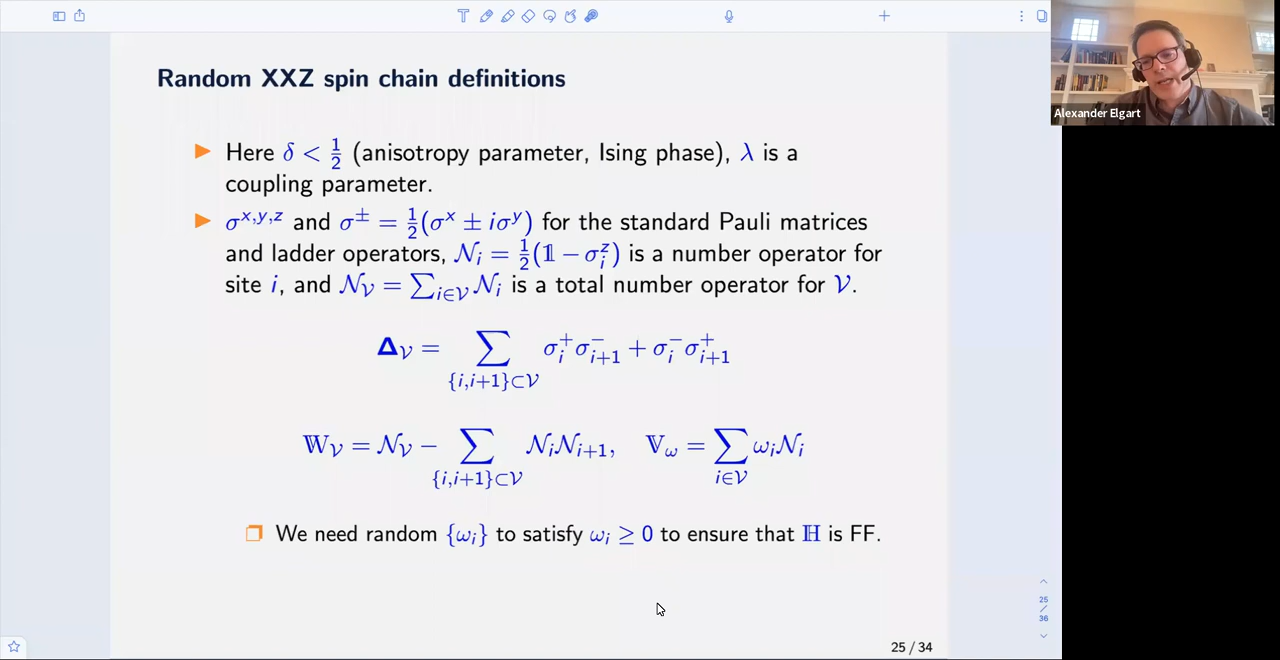 Random XXZ spin chain definitions
Alexander Elgart
▶ Here δ < 1/2 (anisotropy parameter, Ising phase), λ is a
coupling parameter.
▶ σ^{x,y,z} and σ^± = 1/2(σ^x ± iσ^y) for the standard Pauli matrices
and ladder operators, 𝒩_i = 1/2(𝟙 − σ_i^z) is a number operator for
site i, and 𝒩_𝒱 = ∑_{i∈𝒱} 𝒩_i is a total number operator for 𝒱.
𝚫_𝒱 = ∑_{{i,i+1}⊂𝒱} σ_i^+ σ_{i+1}^- + σ_i^- σ_{i+1}^+
𝕎_𝒱 = 𝒩_𝒱 − ∑_{{i,i+1}⊂𝒱} 𝒩_i 𝒩_{i+1}, 𝕍_ω = ∑_{i∈𝒱} ω_i 𝒩_i
❒ We need random {ω_i} to satisfy ω_i ≥ 0 to ensure that ℍ is FF.
25
/
36
25 / 34